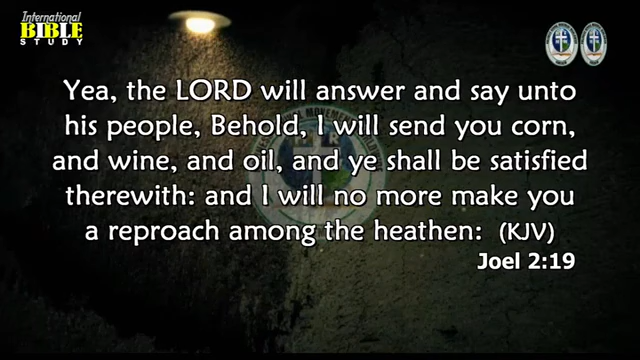 International
BIBLE
STUDY
Yea, the LORD will answer and say unto
his people, Behold, I will send you corn,
and wine, and oil, and ye shall be satisfied
therewith: and I will no more make you
a reproach among the heathen: (KJV)
Joel 2:19